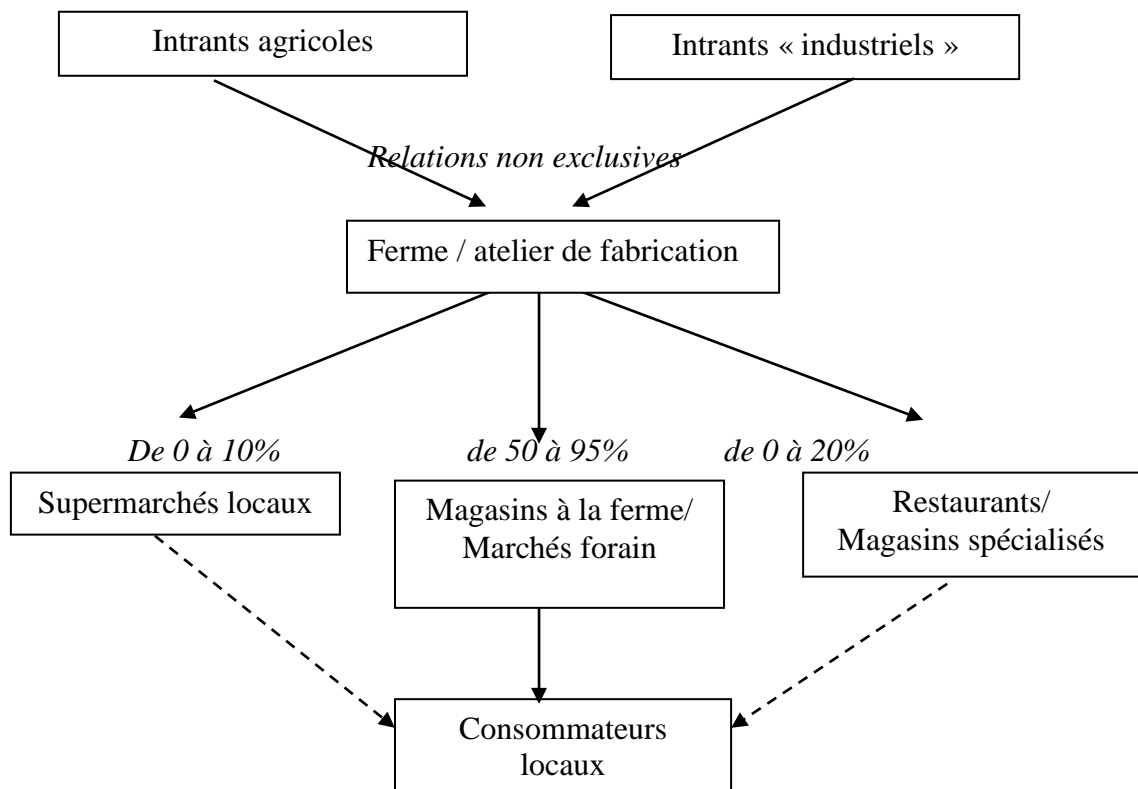 Intrants agricoles
Intrants « industriels »
Relations non exclusives
Ferme / atelier de fabrication
De 0 à 10%
de 50 à 95%
de 0 à 20%
Supermarchés locaux
Magasins à la ferme/
Marchés forain
Restaurants/
Magasins spécialisés
Consommateurs
locaux